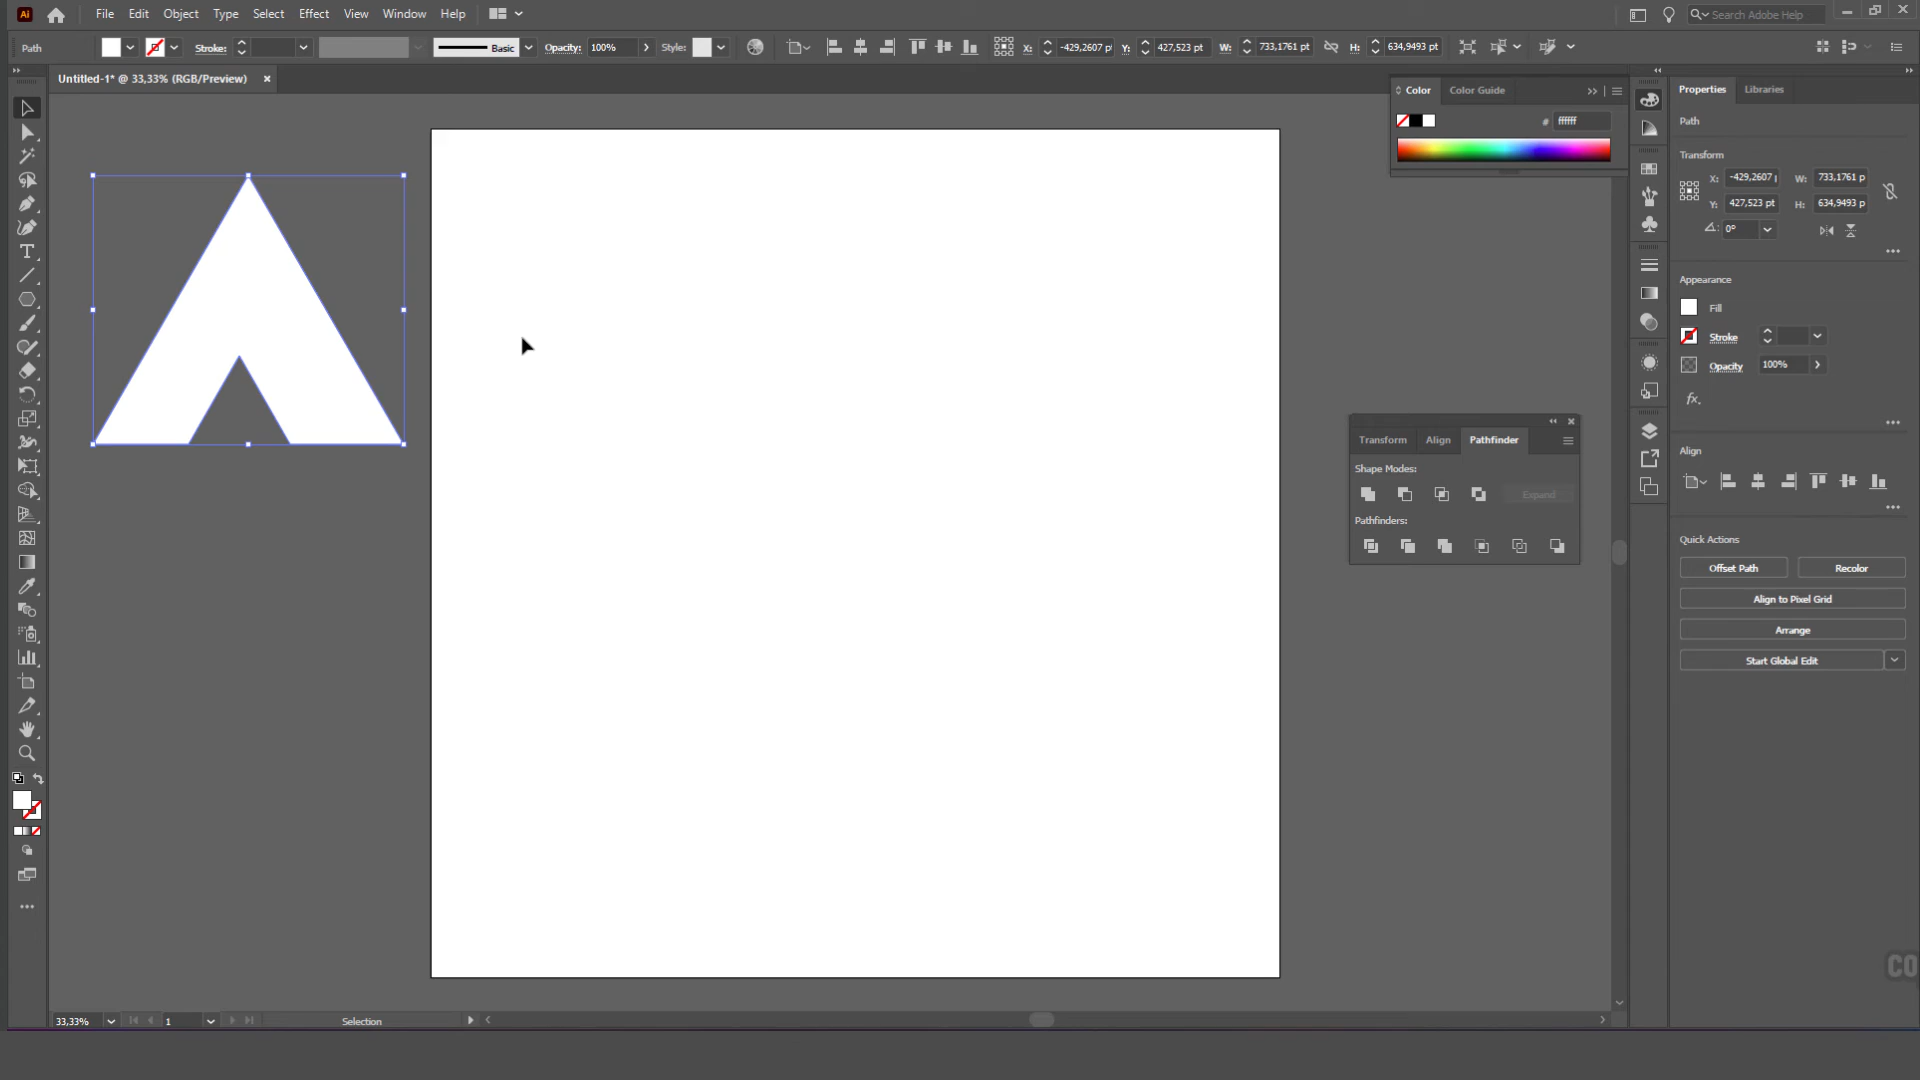 Ai File Edit Object Type Select Effect View Window Help Search Adobe Help
Path Stroke: Basic Opacity: 100% Style: X: -429,2607 pt Y: 427,523 pt W: 733,1761 pt H: 634,9493 pt
Untitled-1* @ 33,33% (RGB/Preview)
Color Color Guide
# ffffff
Transform Align Pathfinder
Shape Modes:
Expand
Pathfinders:
Properties Libraries
Path
Transform
X: -429,2607 W: 733,1761 p
Y: 427,523 pt H: 634,9493 p
0°
Appearance
Fill
Stroke
Opacity 100%
fx.
Align
Quick Actions
Offset Path Recolor
Align to Pixel Grid
Arrange
Start Global Edit
CO
33,33% 1 Selection